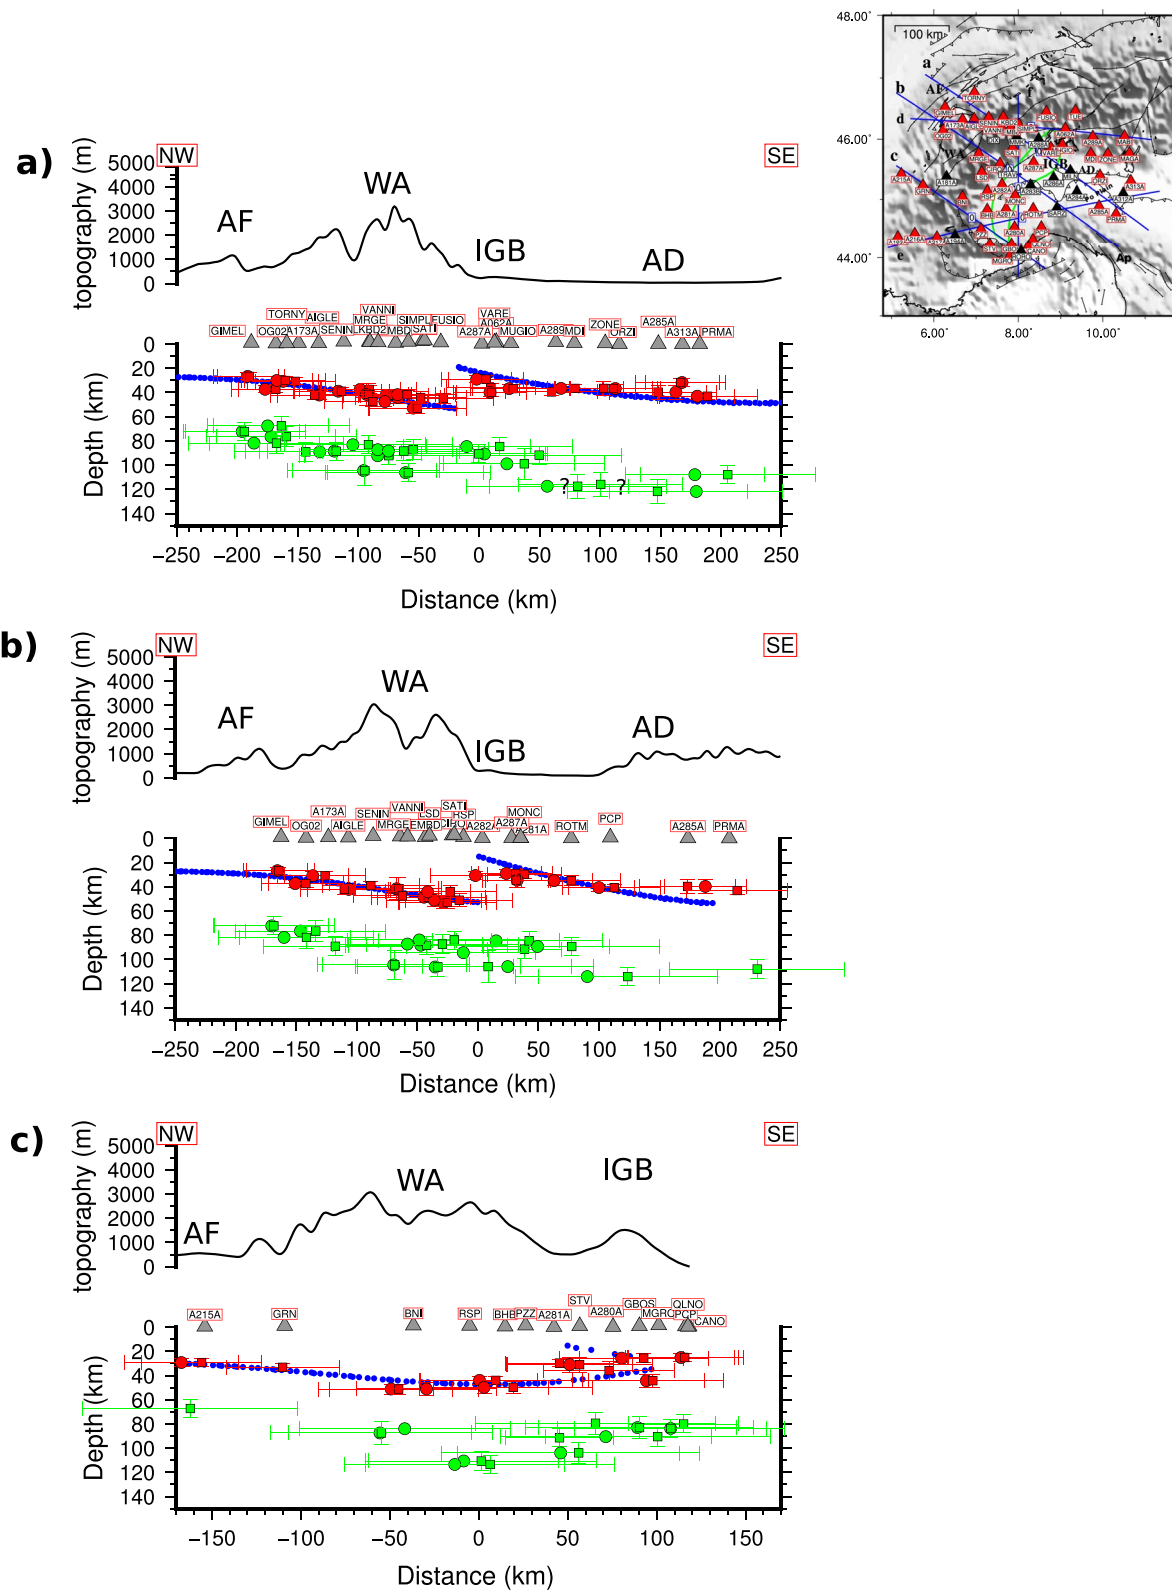 48.00°
100 km
a
b
AF
TORNY
GIMEL
d
46.00°
c
e
44.00°
6.00°
8.00°
10.00°
Ap
IGB
AD
WA
a)
NW
SE
topography (m)
5000
4000
3000
2000
1000
0
AF
WA
IGB
AD
GIMEL
TORNY
OG02
A173A
AIGLE
SENIN
VANNI
MRGE
LKBD2
MBD
SIMPL
SATI
FUSIO
VARE
A062A
A287A
MUGIO
A289
MDI
ZONE
ORZI
A285A
A313A
PRMA
Depth (km)
0
20
40
60
80
100
120
140
? ?
−250 −200 −150 −100 −50 0 50 100 150 200 250
Distance (km)
b)
NW
SE
topography (m)
5000
4000
3000
2000
1000
0
AF
WA
IGB
AD
GIMEL
OG02
A173A
AIGLE
SENIN
VANNI
MRGE
LSD
EMBD
SATI
RSP
CIRO
A282A
MONC
A287A
A281A
ROTM
PCP
A285A
PRMA
Depth (km)
0
20
40
60
80
100
120
140
−250 −200 −150 −100 −50 0 50 100 150 200 250
Distance (km)
c)
NW
SE
topography (m)
5000
4000
3000
2000
1000
0
AF
WA
IGB
A215A
GRN
BNI
RSP
BHB
PZZ
A281A
STV
A280A
GBOS
MGRO
QLNO
PCP
CANO
Depth (km)
0
20
40
60
80
100
120
140
−150 −100 −50 0 50 100 150
Distance (km)